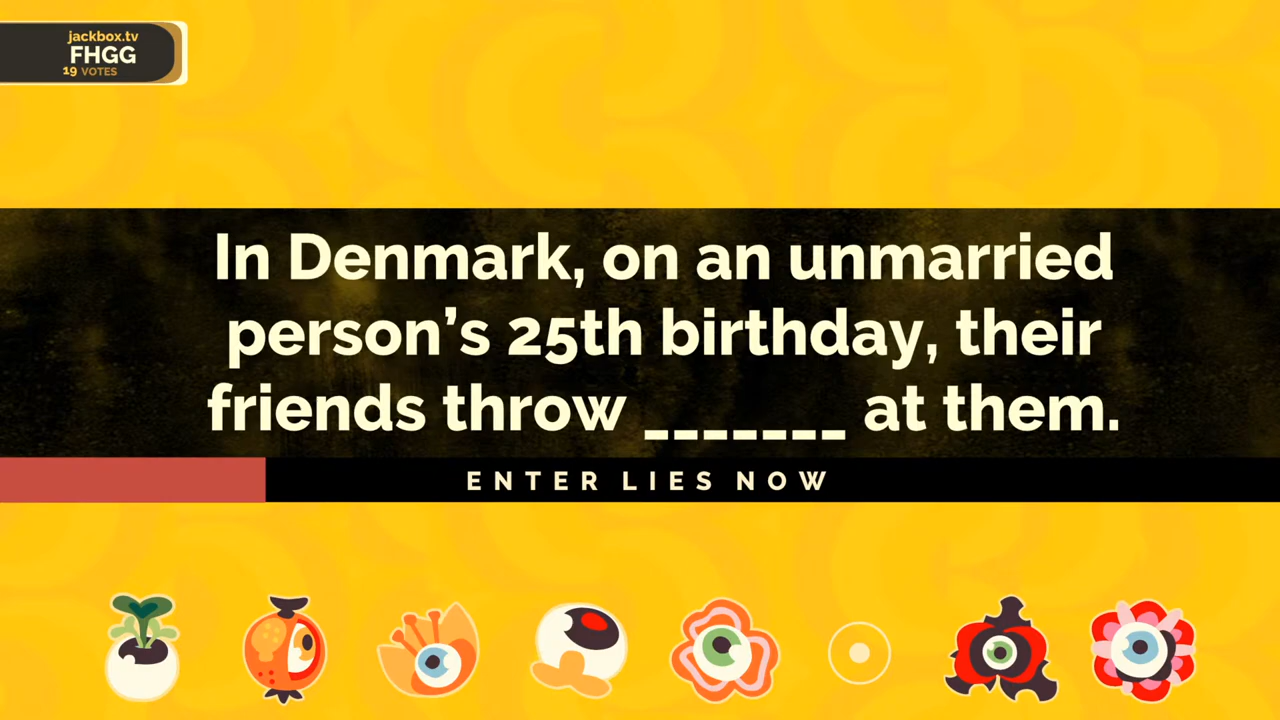 jackbox.tv
FHGG
19 VOTES
In Denmark, on an unmarried
person’s 25th birthday, their
friends throw _______ at them.
ENTER LIES NOW